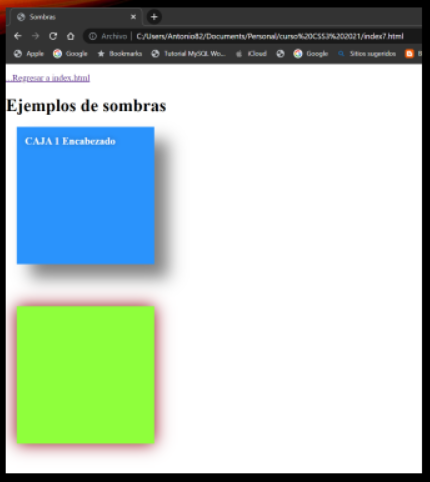 Sombras
Archivo | C:/Users/Antonio82/Documents/Personal/curso%20CSS3%202021/index7.html
Apple Google Bookmarks Tutorial MySQL Wo... iCloud Google Sitios sugeridos
...Regresar a index.html
Ejemplos de sombras
CAJA 1 Encabezado